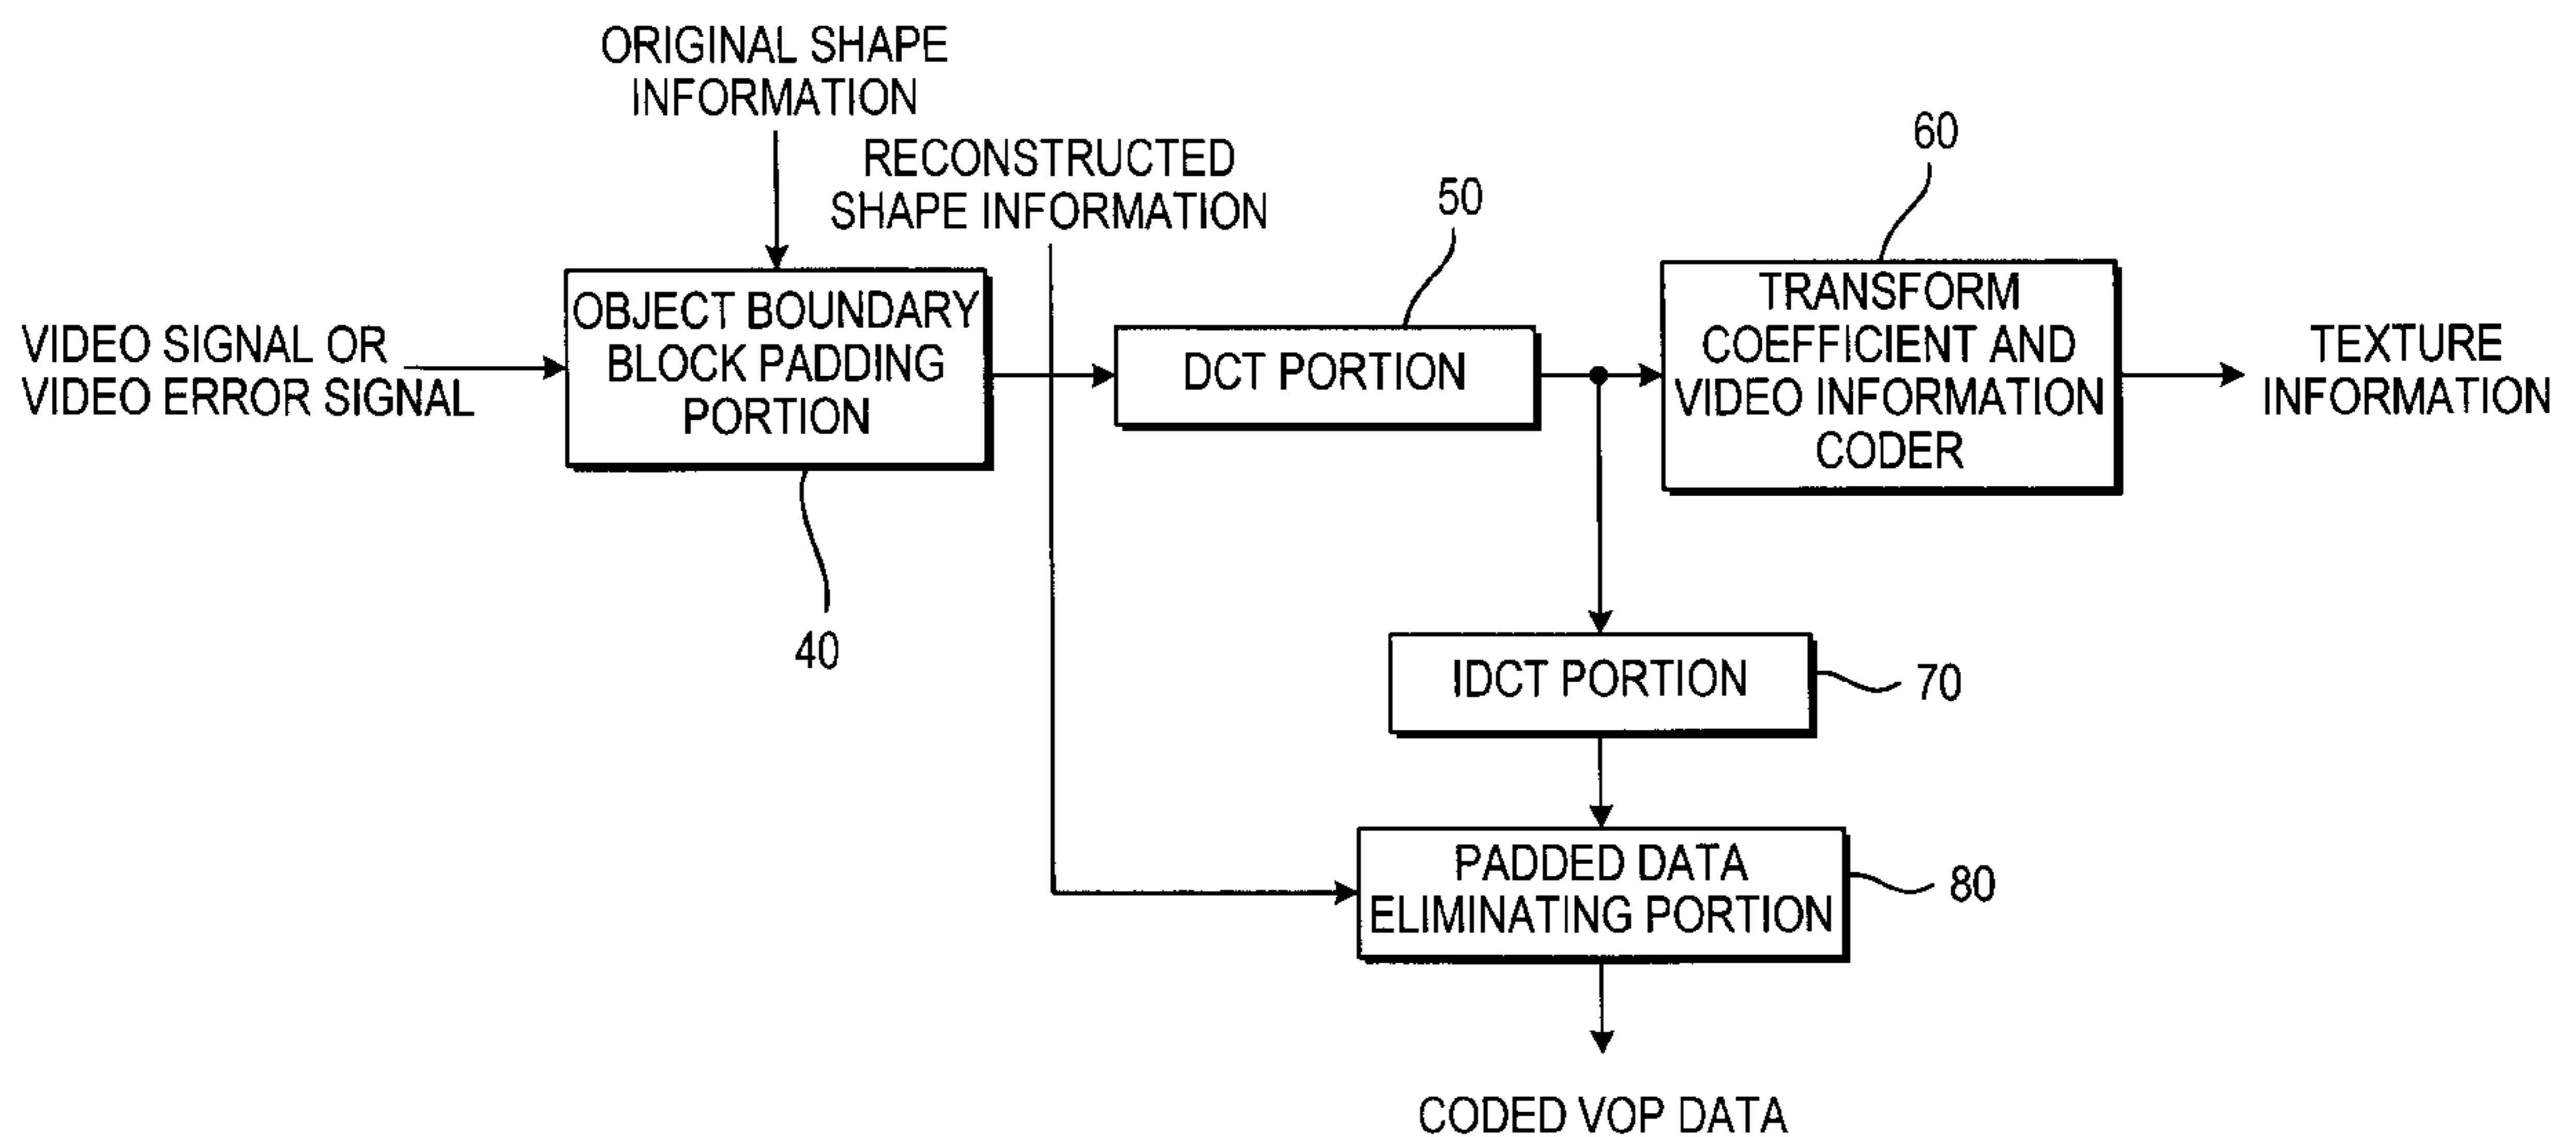 ORIGINAL SHAPE
INFORMATION
RECONSTRUCTED
SHAPE INFORMATION
60
50
VIDEO SIGNAL OR
VIDEO ERROR SIGNAL
OBJECT BOUNDARY
BLOCK PADDING
PORTION
40
DCT PORTION
TRANSFORM
COEFFICIENT AND
VIDEO INFORMATION
CODER
TEXTURE
INFORMATION
IDCT PORTION
70
PADDED DATA
ELIMINATING PORTION
80
CODED VOP DATA